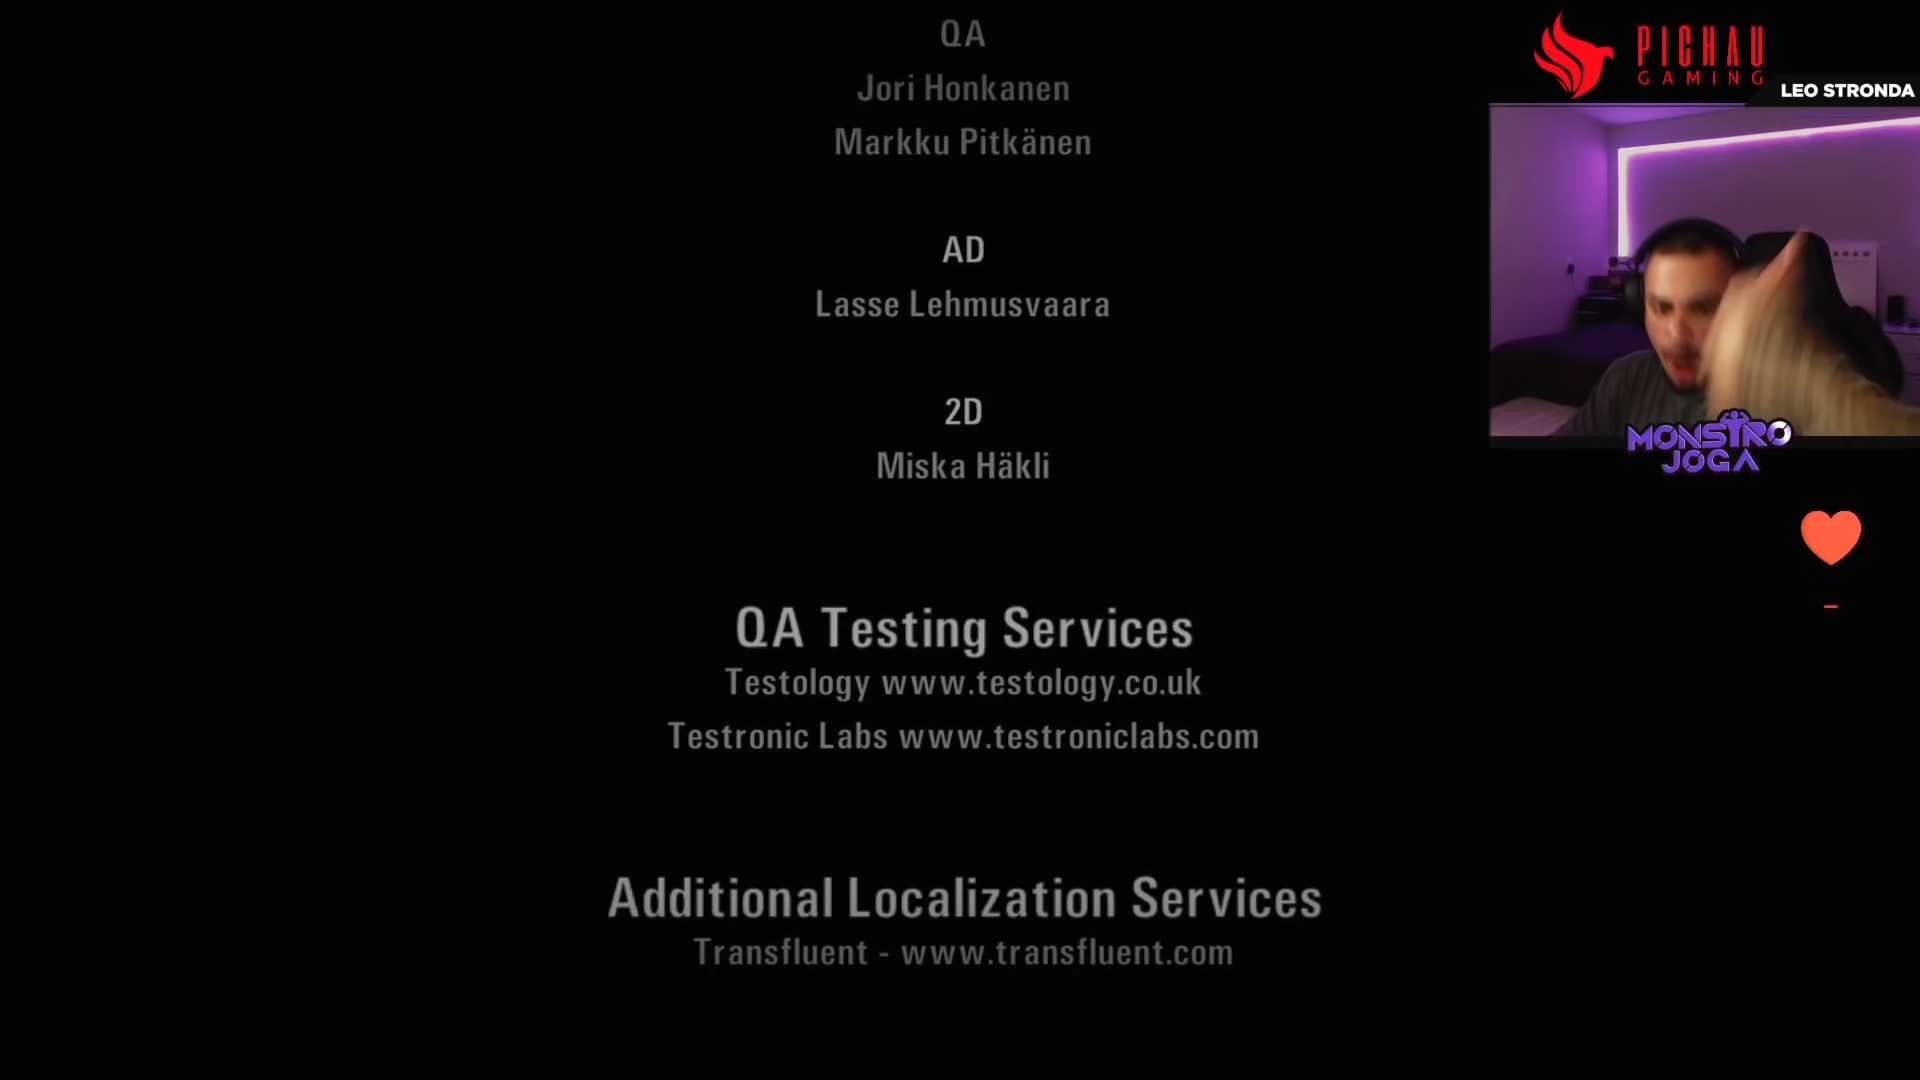 QA
Jori Honkanen
Markku Pitkänen
AD
Lasse Lehmusvaara
2D
Miska Häkli
QA Testing Services
Testology www.testology.co.uk
Testronic Labs www.testroniclabs.com
Additional Localization Services
Transfluent - www.transfluent.com
PICHAU
GAMING
LEO STRONDA
MONSTRO
JOGA